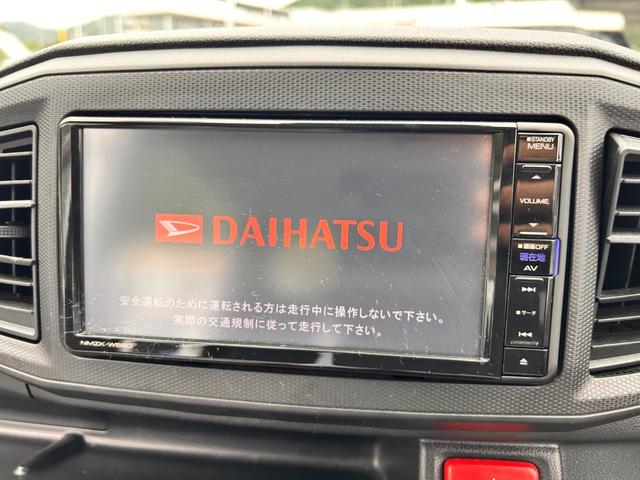 STANDBY
MENU
VOLUME
画面OFF
現在地
AV
サーチ
DAIHATSU
安全運転のために運転される方は走行中に操作しないで下さい。
実際の交通規制に従って走行して下さい。